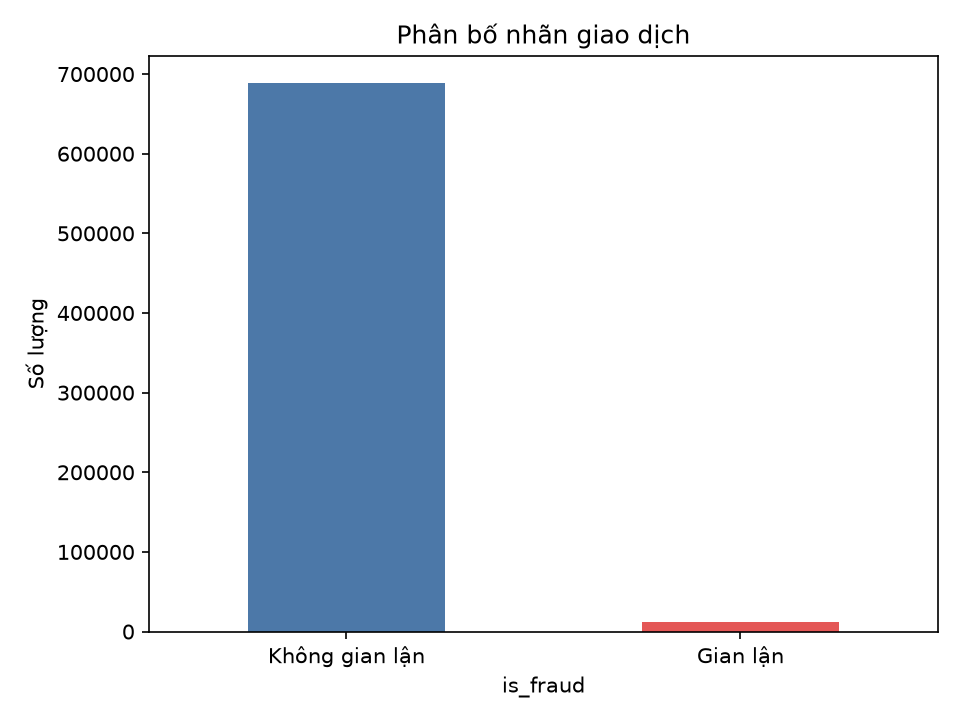 Phân bố nhãn giao dịch
700000
600000
500000
400000
300000
200000
100000
0
Số lượng
Không gian lận
Gian lận
is_fraud